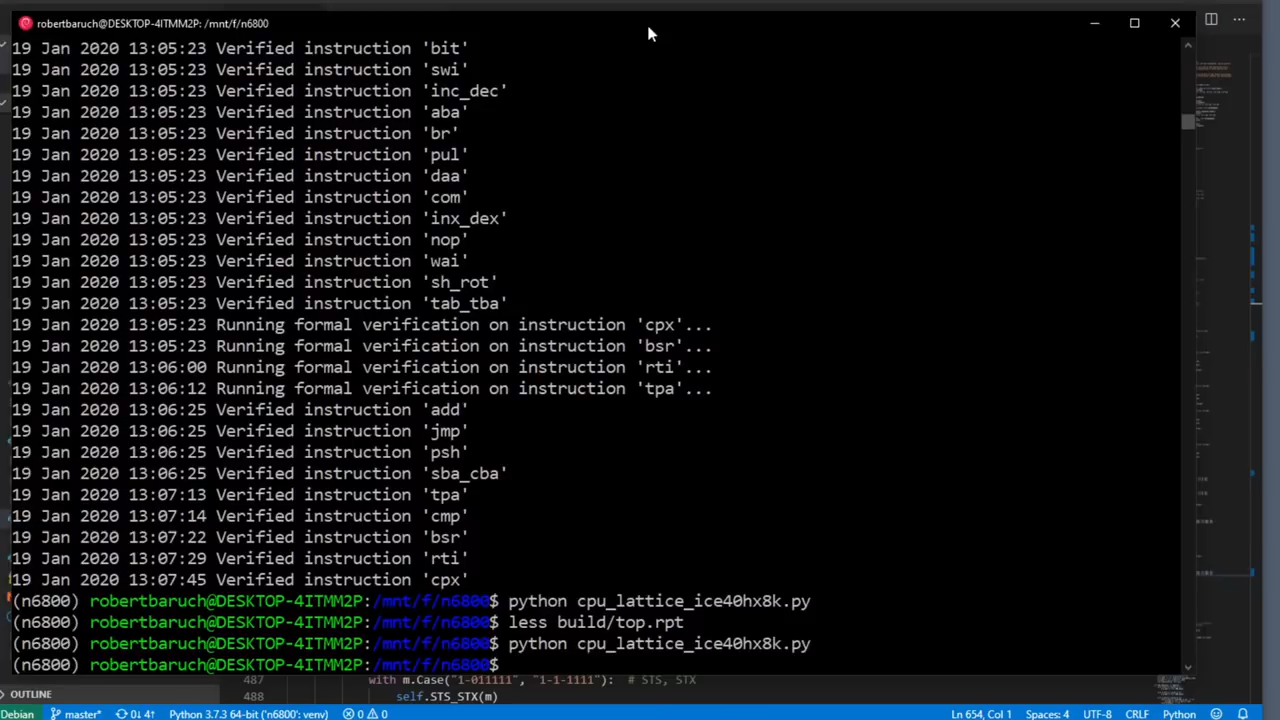 robertbaruch@DESKTOP-4ITMM2P: /mnt/f/n6800
19 Jan 2020 13:05:23 Verified instruction 'bit'
19 Jan 2020 13:05:23 Verified instruction 'swi'
19 Jan 2020 13:05:23 Verified instruction 'inc_dec'
19 Jan 2020 13:05:23 Verified instruction 'aba'
19 Jan 2020 13:05:23 Verified instruction 'br'
19 Jan 2020 13:05:23 Verified instruction 'pul'
19 Jan 2020 13:05:23 Verified instruction 'daa'
19 Jan 2020 13:05:23 Verified instruction 'com'
19 Jan 2020 13:05:23 Verified instruction 'inx_dex'
19 Jan 2020 13:05:23 Verified instruction 'nop'
19 Jan 2020 13:05:23 Verified instruction 'wai'
19 Jan 2020 13:05:23 Verified instruction 'sh_rot'
19 Jan 2020 13:05:23 Verified instruction 'tab_tba'
19 Jan 2020 13:05:23 Running formal verification on instruction 'cpx'...
19 Jan 2020 13:05:23 Running formal verification on instruction 'bsr'...
19 Jan 2020 13:06:00 Running formal verification on instruction 'rti'...
19 Jan 2020 13:06:12 Running formal verification on instruction 'tpa'...
19 Jan 2020 13:06:25 Verified instruction 'add'
19 Jan 2020 13:06:25 Verified instruction 'jmp'
19 Jan 2020 13:06:25 Verified instruction 'psh'
19 Jan 2020 13:06:25 Verified instruction 'sba_cba'
19 Jan 2020 13:07:13 Verified instruction 'tpa'
19 Jan 2020 13:07:14 Verified instruction 'cmp'
19 Jan 2020 13:07:22 Verified instruction 'bsr'
19 Jan 2020 13:07:29 Verified instruction 'rti'
19 Jan 2020 13:07:45 Verified instruction 'cpx'
(n6800) robertbaruch@DESKTOP-4ITMM2P:/mnt/f/n6800$ python cpu_lattice_ice40hx8k.py
(n6800) robertbaruch@DESKTOP-4ITMM2P:/mnt/f/n6800$ less build/top.rpt
(n6800) robertbaruch@DESKTOP-4ITMM2P:/mnt/f/n6800$ python cpu_lattice_ice40hx8k.py
(n6800) robertbaruch@DESKTOP-4ITMM2P:/mnt/f/n6800$
487 with m.Case("1-011111", "1-1-1111"): # STS, STX
OUTLINE 488 self.STS_STX(m)
Debian master* 0↓ 4↑ Python 3.7.3 64-bit ('n6800': venv) 0 0 Ln 654, Col 1 Spaces: 4 UTF-8 CRLF Python